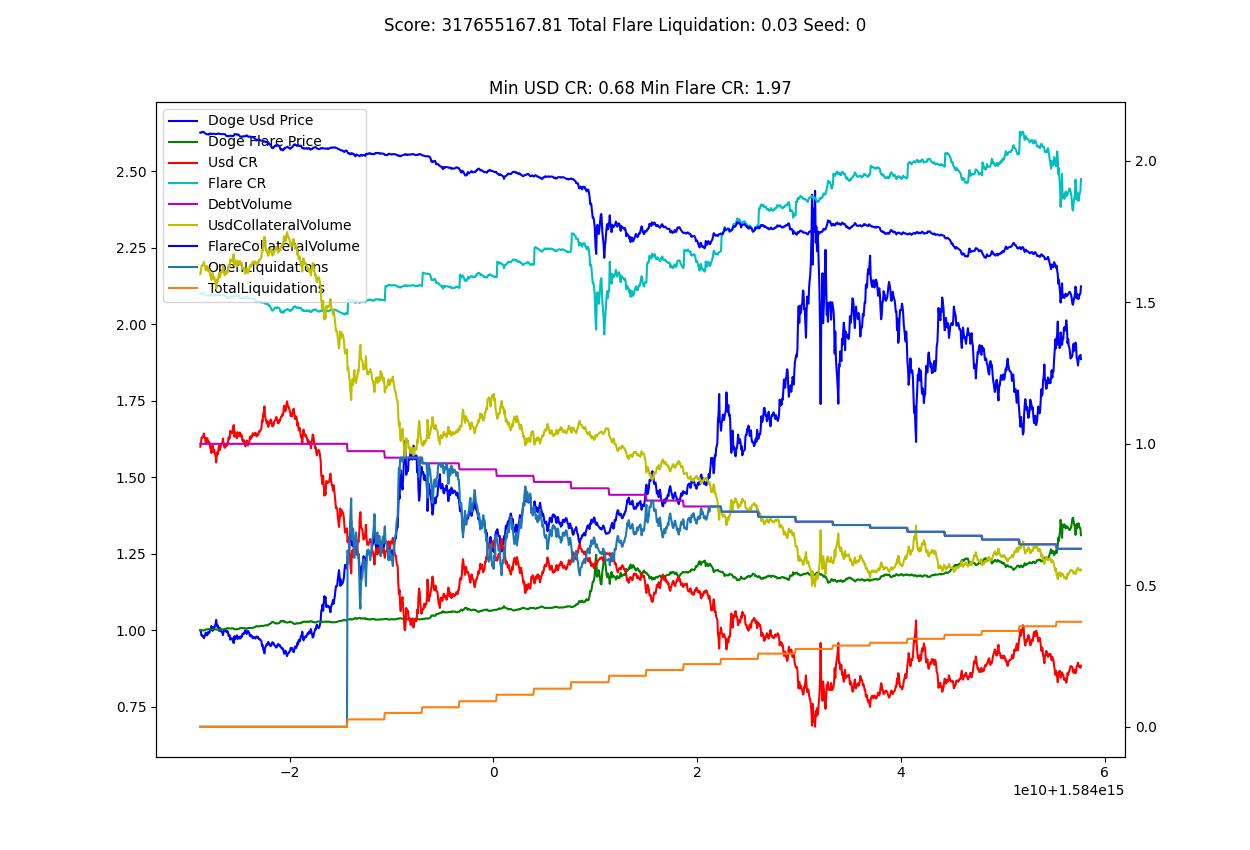 Score: 317655167.81 Total Flare Liquidation: 0.03 Seed: 0
Min USD CR: 0.68 Min Flare CR: 1.97
Doge Usd Price
Doge Flare Price
Usd CR
Flare CR
DebtVolume
UsdCollateralVolume
FlareCollateralVolume
OpenLiquidations
TotalLiquidations
2.50
2.25
2.00
1.75
1.50
1.25
1.00
0.75
2.0
1.5
1.0
0.5
0.0
−2
0
2
4
6
1e10+1.584e15